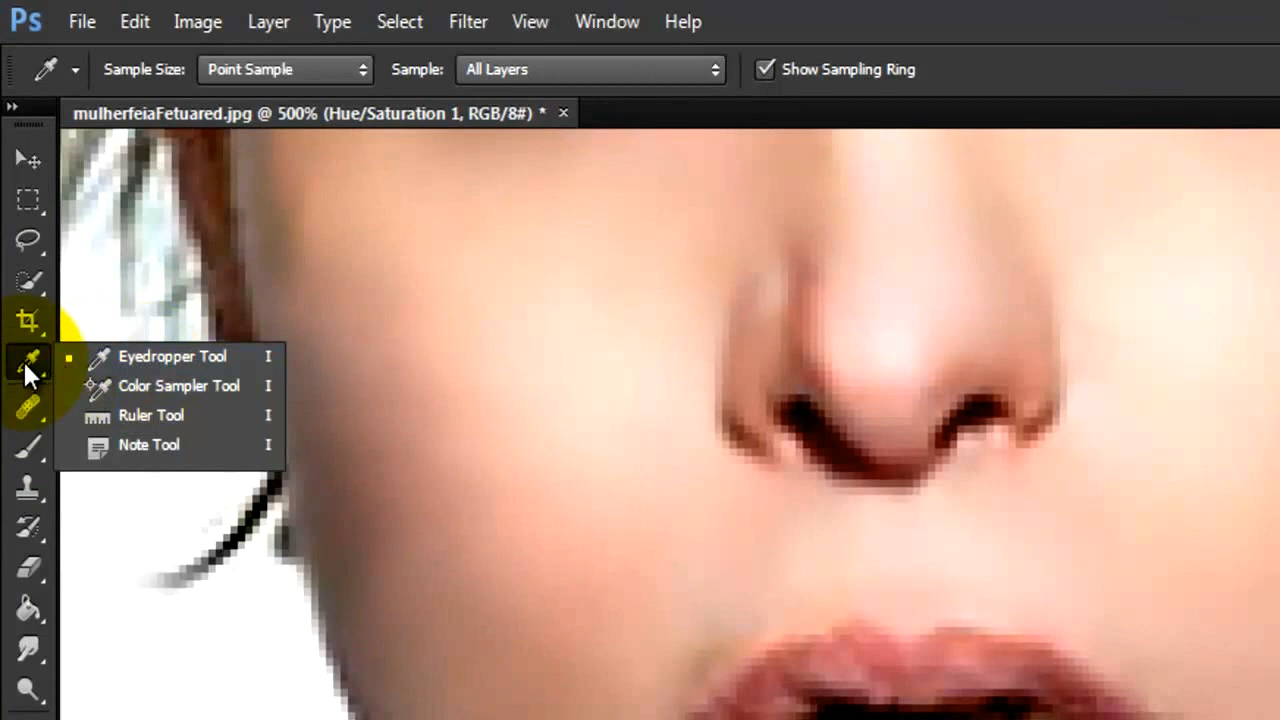 Ps File Edit Image Layer Type Select Filter View Window Help
Sample Size: Point Sample Sample: All Layers Show Sampling Ring
mulherfeiaFetuared.jpg @ 500% (Hue/Saturation 1, RGB/8#) * ×
Eyedropper Tool I
Color Sampler Tool I
Ruler Tool I
Note Tool I